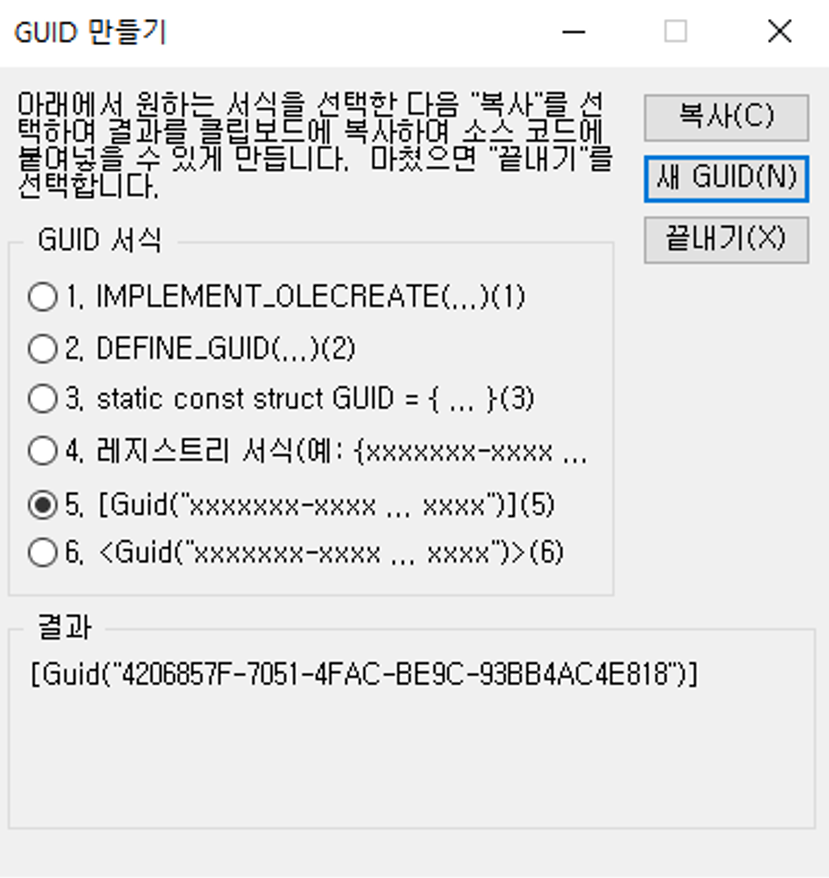 GUID 만들기
아래에서 원하는 서식을 선택한 다음 "복사"를 선
택하여 결과를 클립보드에 복사하여 소스 코드에
붙여넣을 수 있게 만듭니다. 마쳤으면 "끝내기"를
선택합니다.
복사(C)
새 GUID(N)
끝내기(X)
GUID 서식
1. IMPLEMENT_OLECREATE(...)(1)
2. DEFINE_GUID(...)(2)
3. static const struct GUID = { ... }(3)
4. 레지스트리 서식(예: {xxxxxxx-xxxx ...
5. [Guid("xxxxxxx-xxxx ... xxxx")](5)
6. <Guid("xxxxxxx-xxxx ... xxxx")>(6)
결과
[Guid("4206857F-7051-4FAC-BE9C-93BB4AC4E818")]